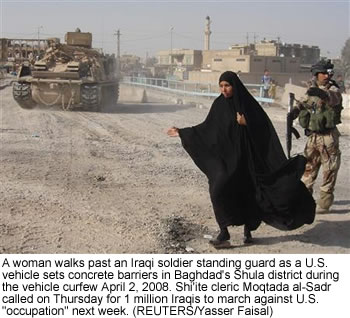 A woman walks past an Iraqi soldier standing guard as a U.S.
vehicle sets concrete barriers in Baghdad's Shula district during
the vehicle curfew April 2, 2008. Shi'ite cleric Moqtada al-Sadr
called on Thursday for 1 million Iraqis to march against U.S.
"occupation" next week. (REUTERS/Yasser Faisal)